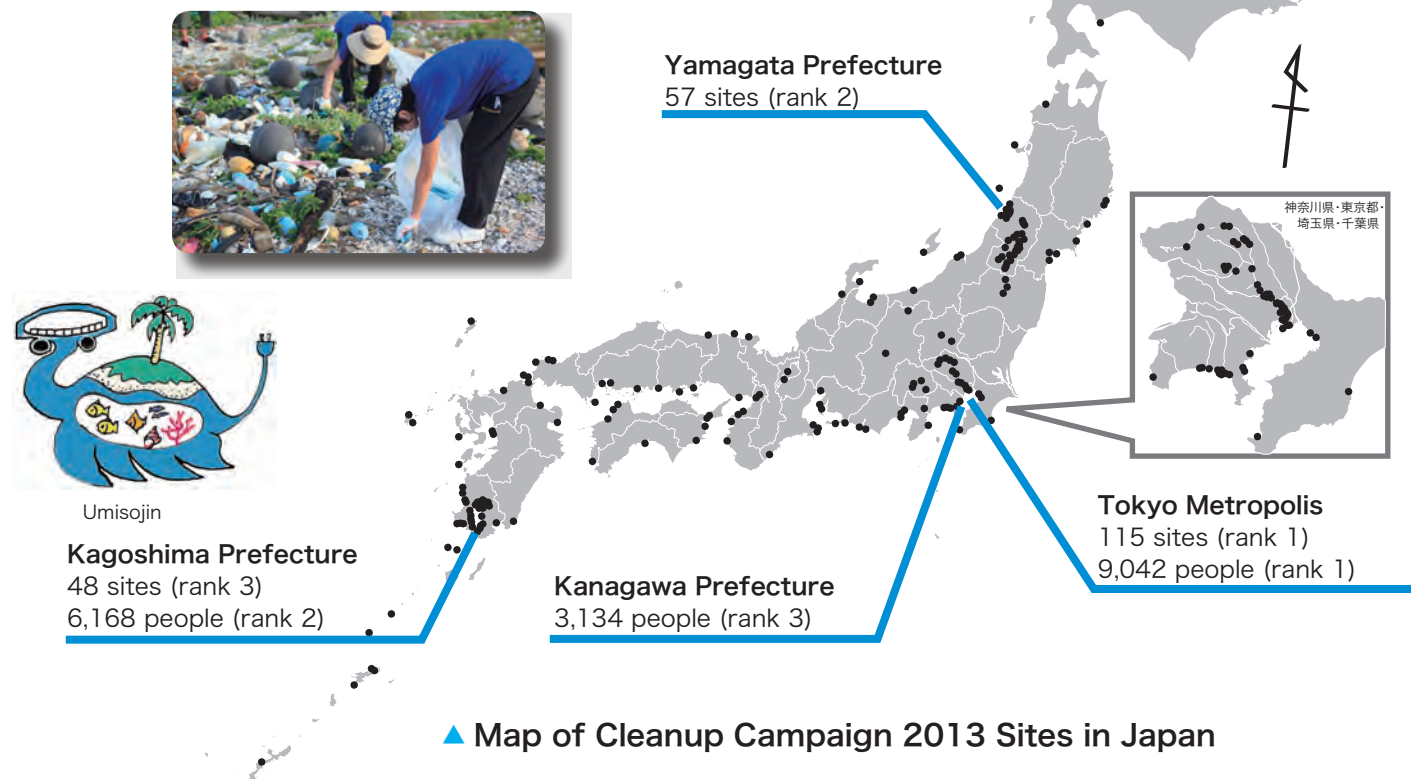 Yamagata Prefecture
57 sites (rank 2)
神奈川県・東京都・
埼玉県・千葉県
Umisojin
Kagoshima Prefecture
48 sites (rank 3)
6,168 people (rank 2)
Kanagawa Prefecture
3,134 people (rank 3)
Tokyo Metropolis
115 sites (rank 1)
9,042 people (rank 1)
▲ Map of Cleanup Campaign 2013 Sites in Japan